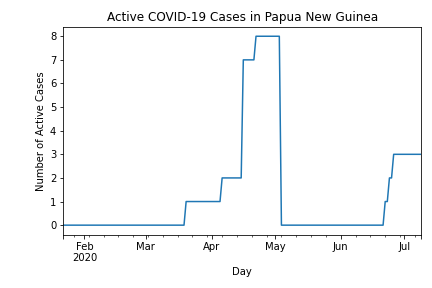 Active COVID-19 Cases in Papua New Guinea
Number of Active Cases
8
7
6
5
4
3
2
1
0
Feb Mar Apr May Jun Jul
2020
Day